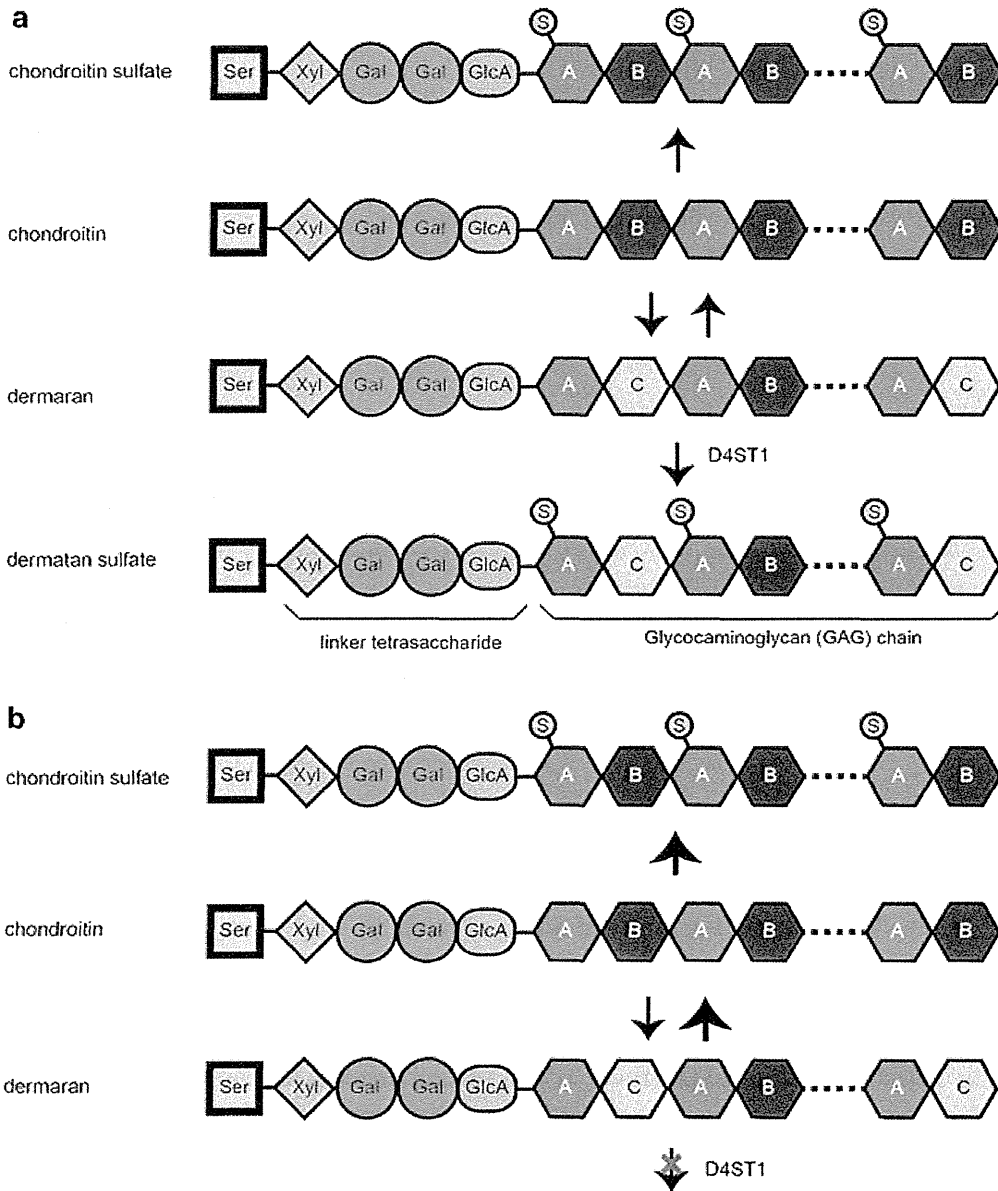 a
S S S
chondroitin sulfate Ser Xyl Gal Gal GlcA A B A B A B
chondroitin Ser Xyl Gal Gal GlcA A B A B A B
dermaran Ser Xyl Gal Gal GlcA A C A B A C
D4ST1
S S S
dermatan sulfate Ser Xyl Gal Gal GlcA A C A B A C
linker tetrasaccharide Glycocaminoglycan (GAG) chain
b
S S S
chondroitin sulfate Ser Xyl Gal Gal GlcA A B A B A B
chondroitin Ser Xyl Gal Gal GlcA A B A B A B
dermaran Ser Xyl Gal Gal GlcA A C A B A C
D4ST1